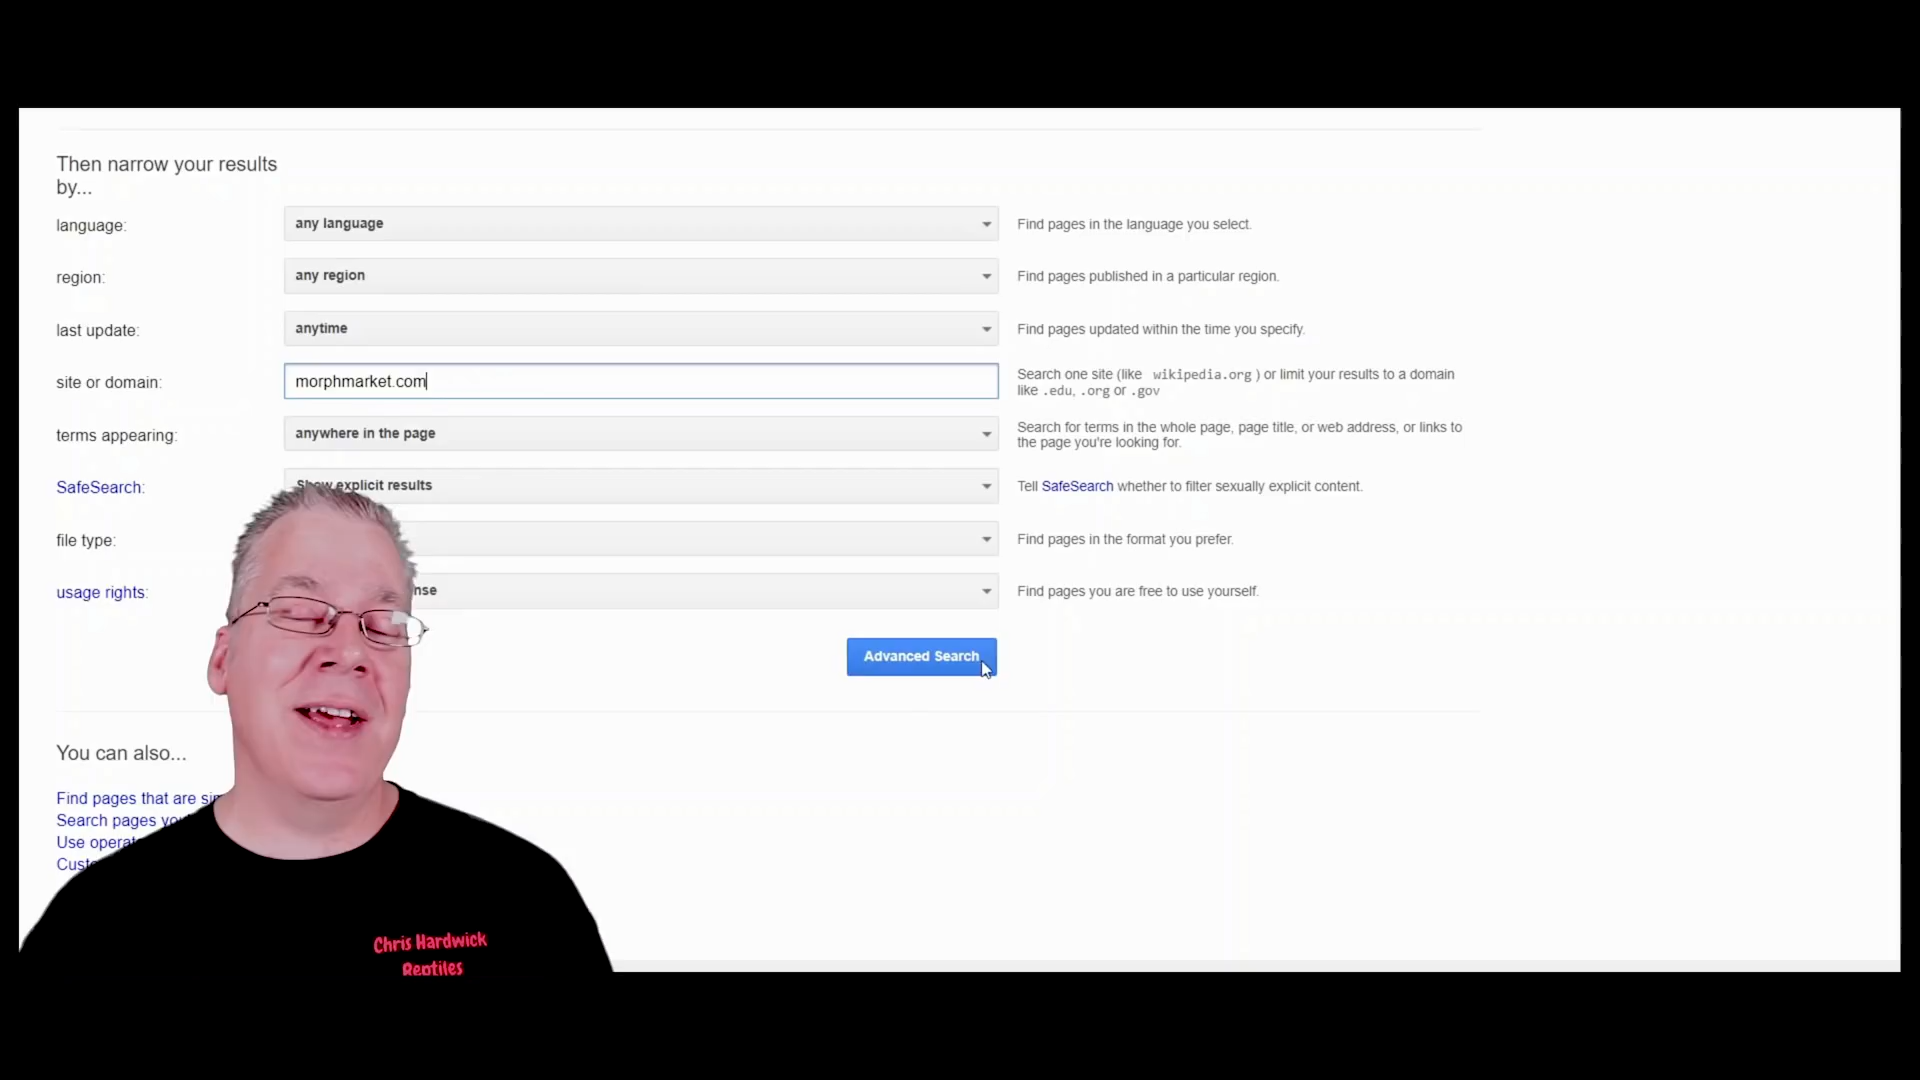 Then narrow your results
by...
language:
any language
Find pages in the language you select.
region:
any region
Find pages published in a particular region.
last update:
anytime
Find pages updated within the time you specify.
site or domain:
morphmarket.com
Search one site (like wikipedia.org ) or limit your results to a domain
like .edu, .org or .gov
terms appearing:
anywhere in the page
Search for terms in the whole page, page title, or web address, or links to
the page you're looking for.
SafeSearch:
Show explicit results
Tell SafeSearch whether to filter sexually explicit content.
file type:
Find pages in the format you prefer.
usage rights:
Find pages you are free to use yourself.
Advanced Search
You can also...
Find pages that are
Search pages
Use
Chris Hardwick
Reptiles